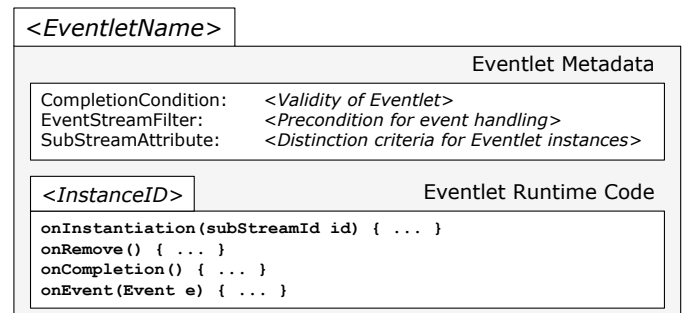 <EventletName>
Eventlet Metadata
CompletionCondition: <Validity of Eventlet>
EventStreamFilter: <Precondition for event handling>
SubStreamAttribute: <Distinction criteria for Eventlet instances>
<InstanceID> Eventlet Runtime Code
onInstantiation(subStreamId id) { ... }
onRemove() { ... }
onCompletion() { ... }
onEvent(Event e) { ... }